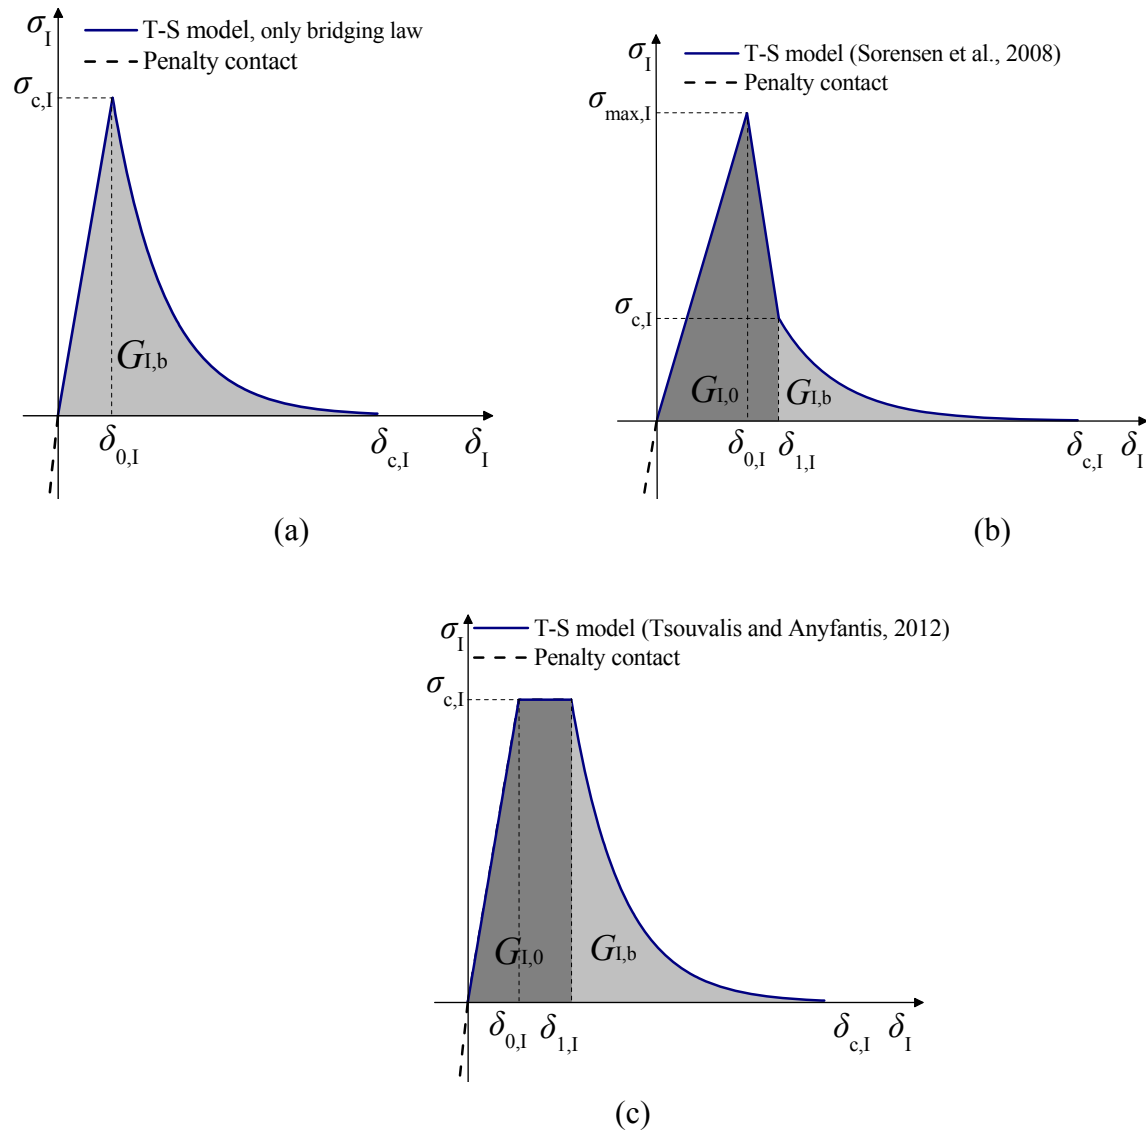 σI
T-S model, only bridging law
Penalty contact
σc,I
GI,b
δ0,I
δc,I
δI
(a)
σI
T-S model (Sorensen et al., 2008)
Penalty contact
σmax,I
σc,I
GI,0
GI,b
δ0,I
δ1,I
δc,I
δI
(b)
σI
T-S model (Tsouvalis and Anyfantis, 2012)
Penalty contact
σc,I
GI,0
GI,b
δ0,I
δ1,I
δc,I
δI
(c)